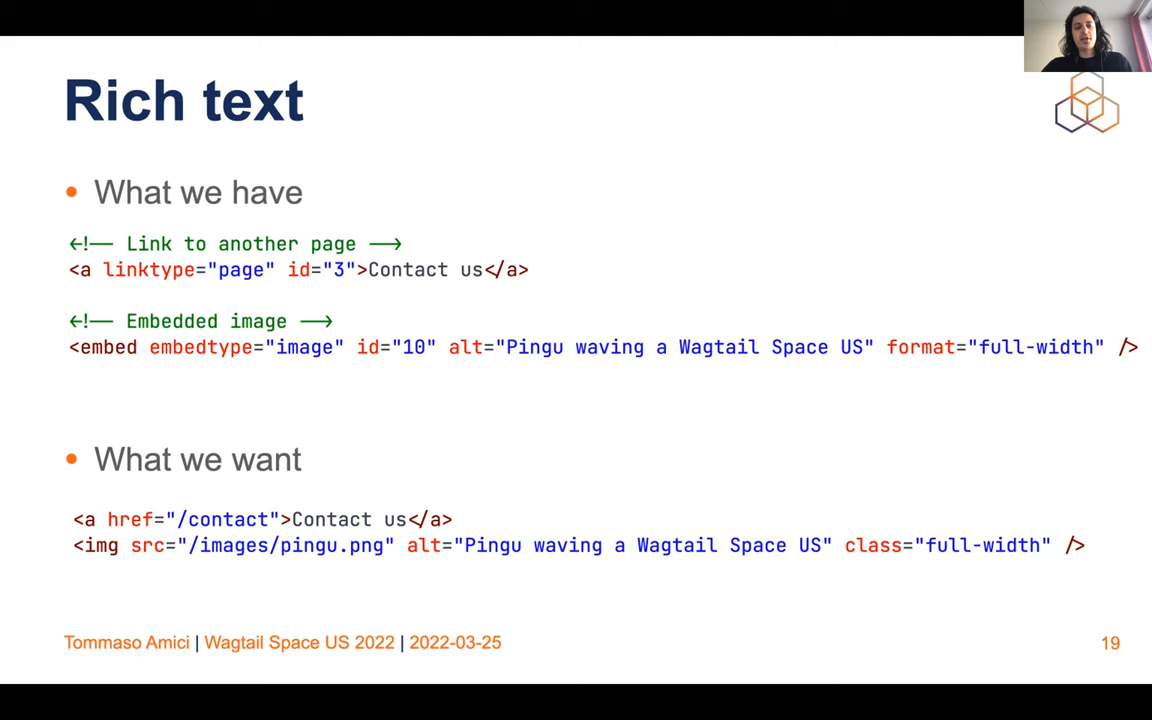 Rich text
• What we have
<!-- Link to another page -->
<a linktype="page" id="3">Contact us</a>
<!-- Embedded image -->
<embed embedtype="image" id="10" alt="Pingu waving a Wagtail Space US" format="full-width" />
• What we want
<a href="/contact">Contact us</a>
<img src="/images/pingu.png" alt="Pingu waving a Wagtail Space US" class="full-width" />
Tommaso Amici | Wagtail Space US 2022 | 2022-03-25
19